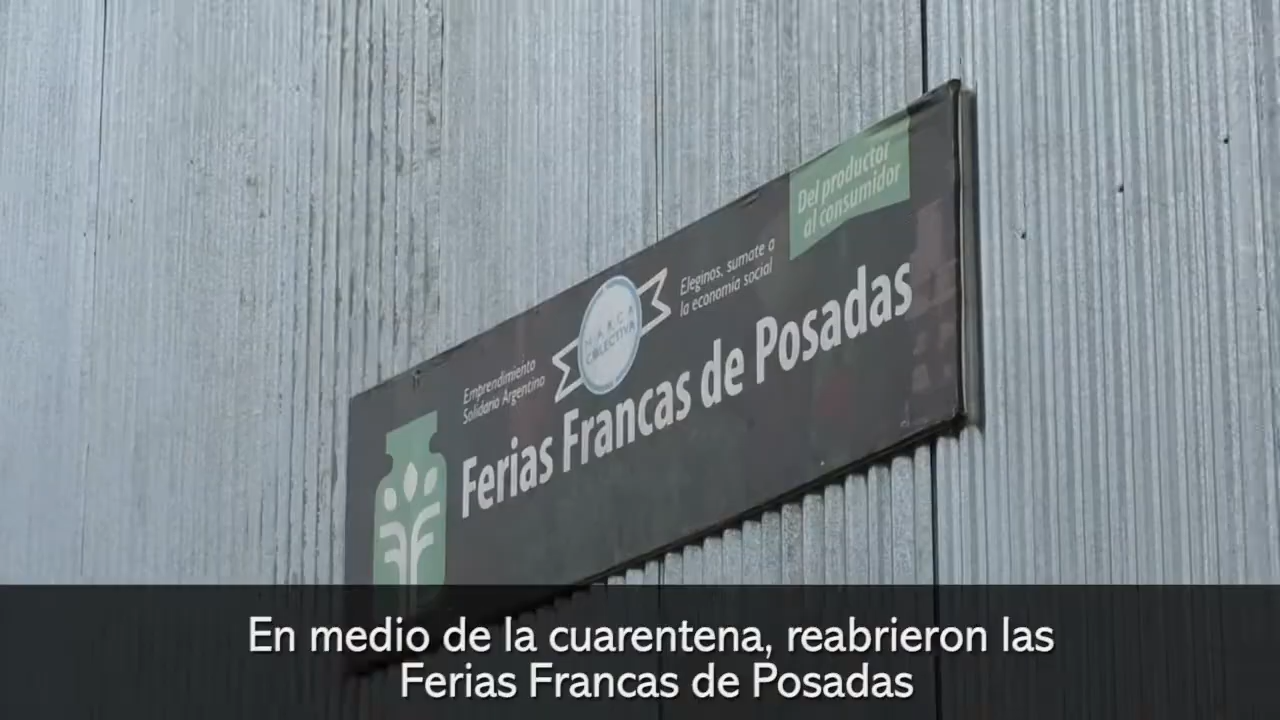 Del productor
al consumidor
Eleginos, sumate a
la economía social
MARCA
COLECTIVA
Emprendimiento
Solidario Argentino
Ferias Francas de Posadas
En medio de la cuarentena, reabrieron las
Ferias Francas de Posadas